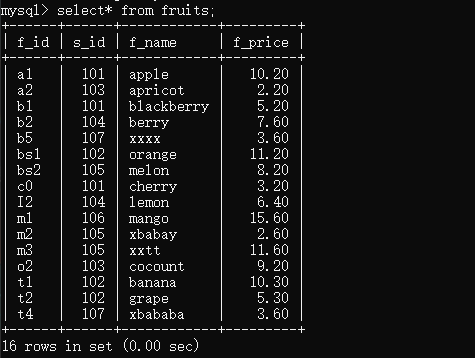 mysql> select* from fruits;
+------+------+------------+---------+
| f_id | s_id | f_name     | f_price |
+------+------+------------+---------+
| a1   |  101 | apple      |   10.20 |
| a2   |  103 | apricot    |    2.20 |
| b1   |  101 | blackberry |    5.20 |
| b2   |  104 | berry      |    7.60 |
| b5   |  107 | xxxx       |    3.60 |
| bs1  |  102 | orange     |   11.20 |
| bs2  |  105 | melon      |    8.20 |
| c0   |  101 | cherry     |    3.20 |
| I2   |  104 | lemon      |    6.40 |
| m1   |  106 | mango      |   15.60 |
| m2   |  105 | xbabay     |    2.60 |
| m3   |  105 | xxtt       |   11.60 |
| o2   |  103 | cocount    |    9.20 |
| t1   |  102 | banana     |   10.30 |
| t2   |  102 | grape      |    5.30 |
| t4   |  107 | xbababa    |    3.60 |
+------+------+------------+---------+
16 rows in set (0.00 sec)